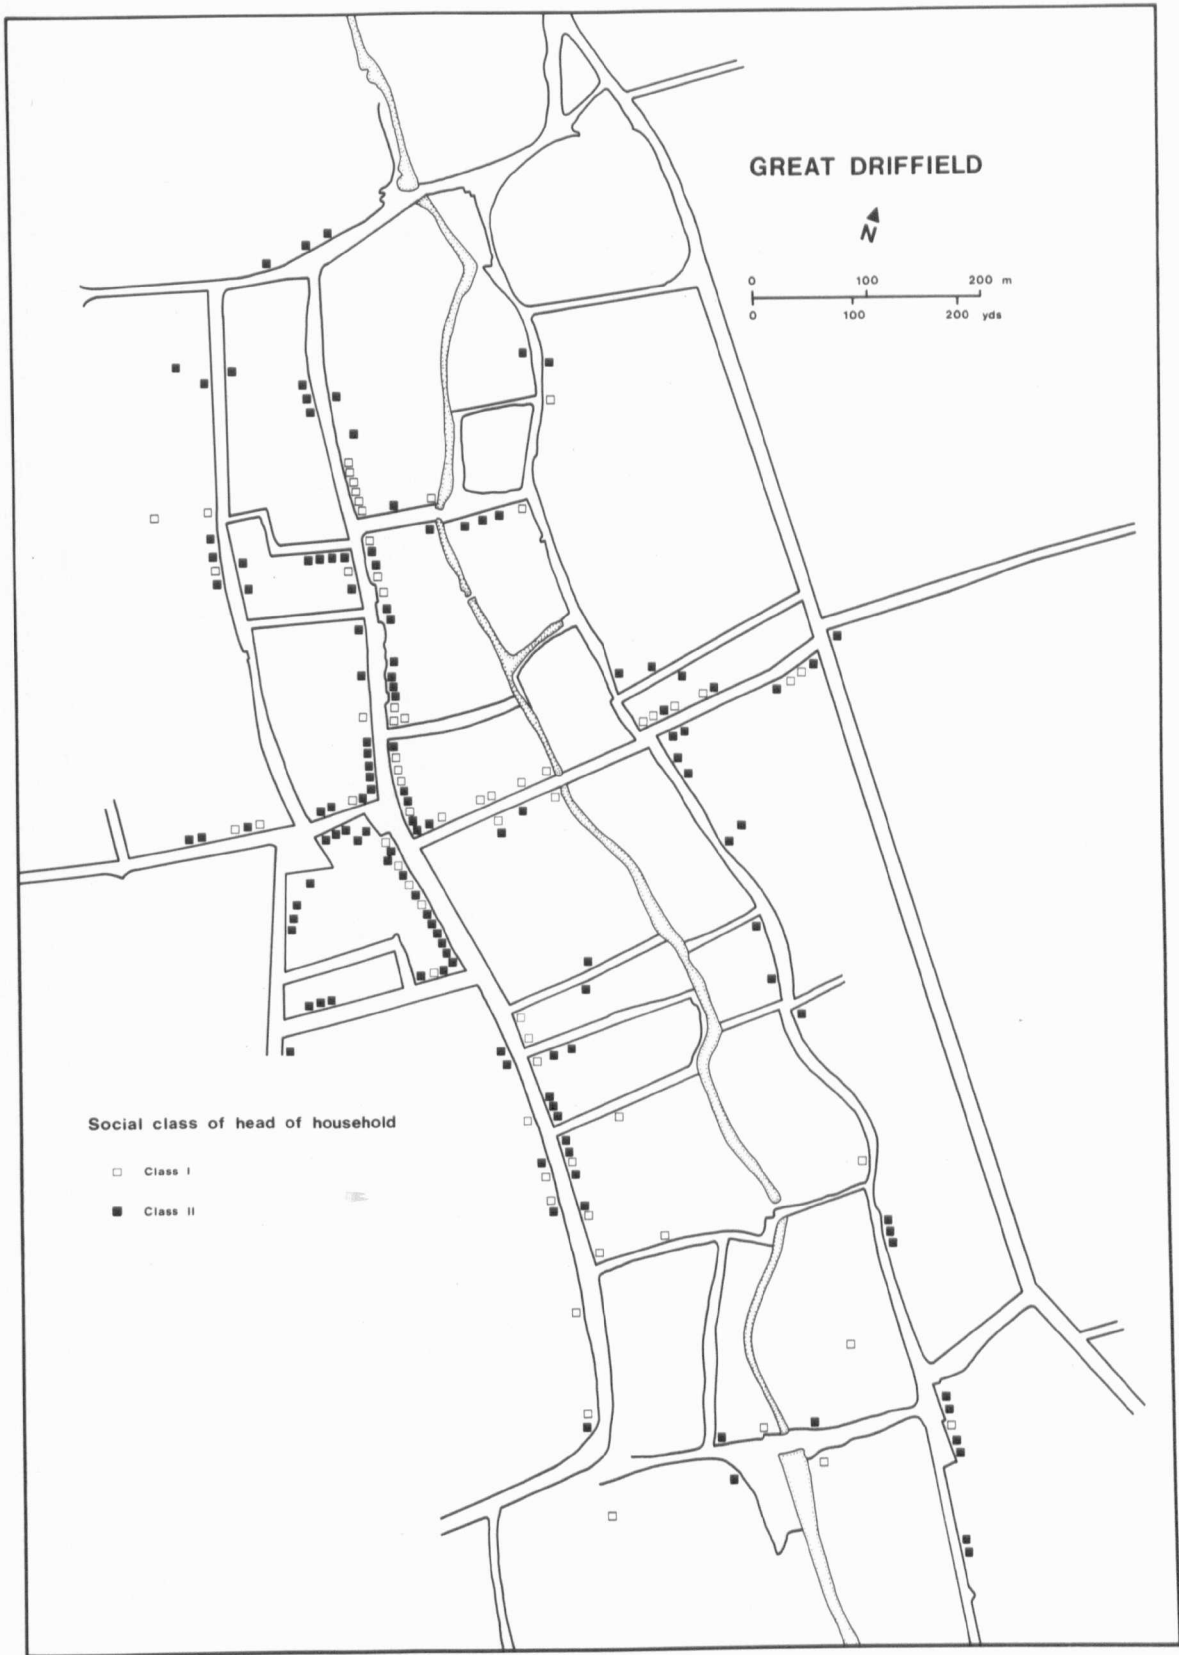 GREAT DRIFFIELD
N
0 100 200 m
0 100 200 yds
Social class of head of household
Class I
Class II